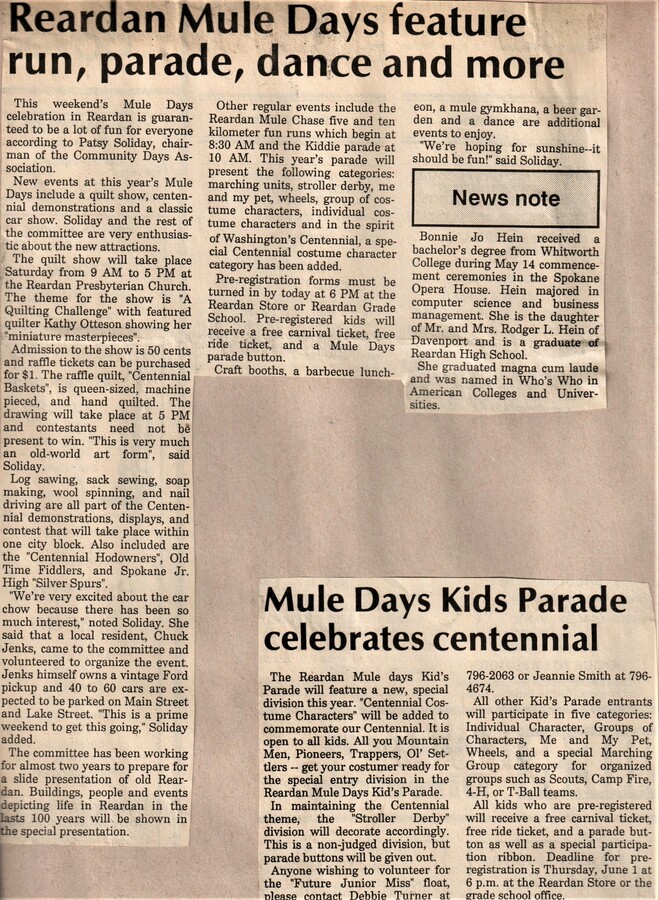 Reardan Mule Days feature
run, parade, dance and more
This weekend's Mule Days
celebration in Reardan is guaran-
teed to be a lot of fun for everyone
according to Patsy Soliday, chair-
man of the Community Days As-
sociation.
New events at this year's Mule
Days include a quilt show, centen-
nial demonstrations and a classic
car show. Soliday and the rest of
the committee are very enthusias-
tic about the new attractions.
The quilt show will take place
Saturday from 9 AM to 5 PM at
the Reardan Presbyterian Church.
The theme for the show is "A
Quilting Challenge" with featured
quilter Kathy Otteson showing her
"miniature masterpieces".
Admission to the show is 50 cents
and raffle tickets can be purchased
for $1. The raffle quilt, "Centennial
Baskets", is queen-sized, machine
pieced, and hand quilted. The
drawing will take place at 5 PM
and contestants need not be
present to win. "This is very much
an old-world art form", said
Soliday.
Log sawing, sack sewing, soap
making, wool spinning, and nail
driving are all part of the Centen-
nial demonstrations, displays, and
contest that will take place within
one city block. Also included are
the "Centennial Hodowners", Old
Time Fiddlers, and Spokane Jr.
High "Silver Spurs".
"We're very excited about the car
chow because there has been so
much interest," noted Soliday. She
said that a local resident, Chuck
Jenks, came to the committee and
volunteered to organize the event.
Jenks himself owns a vintage Ford
pickup and 40 to 60 cars are ex-
pected to be parked on Main Street
and Lake Street. "This is a prime
weekend to get this going," Soliday
added.
The committee has been working
for almost two years to prepare for
a slide presentation of old Rear-
dan. Buildings, people and events
depicting life in Reardan in the
lasts 100 years will be shown in
the special presentation.
Other regular events include the
Reardan Mule Chase five and ten
kilometer fun runs which begin at
8:30 AM and the Kiddie parade at
10 AM. This year's parade will
present the following categories:
marching units, stroller derby, me
and my pet, wheels, group of cos-
tume characters, individual cos-
tume characters and in the spirit
of Washington's Centennial, a spe-
cial Centennial costume character
category has been added.
Pre-registration forms must be
turned in by today at 6 PM at the
Reardan Store or Reardan Grade
School. Pre-registered kids will
receive a free carnival ticket, free
ride ticket, and a Mule Days
parade button.
Craft booths, a barbecue lunch-
eon, a mule gymkhana, a beer gar-
den and a dance are additional
events to enjoy.
"We're hoping for sunshine--it
should be fun!" said Soliday.
News note
Bonnie Jo Hein received a
bachelor's degree from Whitworth
College during May 14 commence-
ment ceremonies in the Spokane
Opera House. Hein majored in
computer science and business
management. She is the daughter
of Mr. and Mrs. Rodger L. Hein of
Davenport and is a graduate of
Reardan High School.
She graduated magna cum laude
and was named in Who's Who in
American Colleges and Univer-
sities.
Mule Days Kids Parade
celebrates centennial
The Reardan Mule days Kid's
Parade will feature a new, special
division this year. "Centennial Cos-
tume Characters" will be added to
commemorate our Centennial. It is
open to all kids. All you Mountain
Men, Pioneers, Trappers, Ol' Set-
tlers -- get your costumer ready for
the special entry division in the
Reardan Mule Days Kid's Parade.
In maintaining the Centennial
theme, the "Stroller Derby"
division will decorate accordingly.
This is a non-judged division, but
parade buttons will be given out.
Anyone wishing to volunteer for
the "Future Junior Miss" float,
please contact Debbie Turner at
796-2063 or Jeannie Smith at 796-
4674.
All other Kid's Parade entrants
will participate in five categories:
Individual Character, Groups of
Characters, Me and My Pet,
Wheels, and a special Marching
Group category for organized
groups such as Scouts, Camp Fire,
4-H, or T-Ball teams.
All kids who are pre-registered
will receive a free carnival ticket,
free ride ticket, and a parade but-
ton as well as a special participa-
tion ribbon. Deadline for pre-
registration is Thursday, June 1 at
6 p.m. at the Reardan Store or the
grade school office.